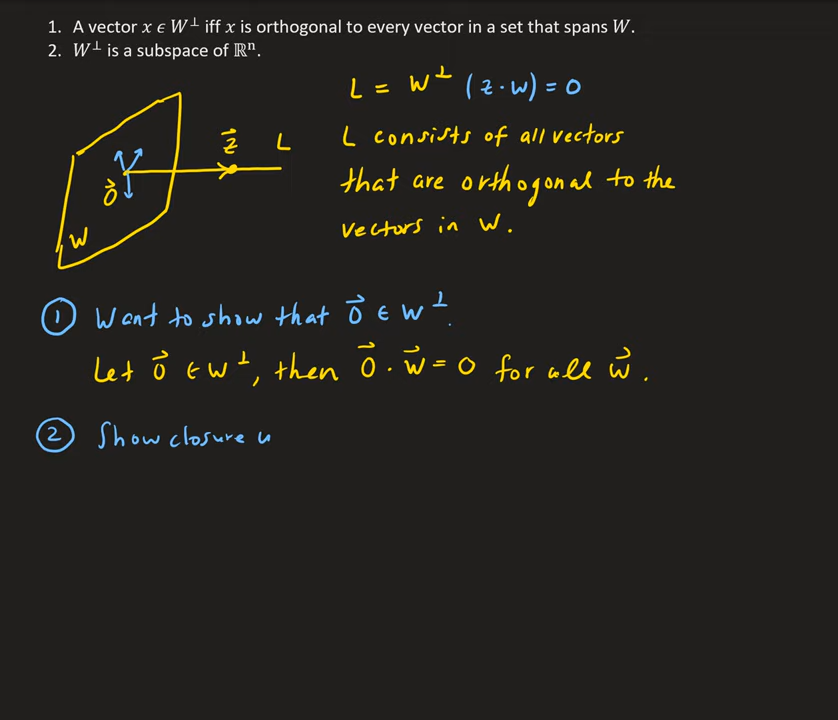 1. A vector x ϵ W⊥ iff x is orthogonal to every vector in a set that spans W.
2. W⊥ is a subspace of ℝⁿ.
L = W⊥ (z · w) = 0
L consists of all vectors
that are orthogonal to the
vectors in W.
z⃗ L
0⃗
W
① Want to show that 0⃗ ϵ W⊥.
Let 0⃗ ϵ W⊥, then 0⃗ · w⃗ = 0 for all w⃗.
② Show closure u